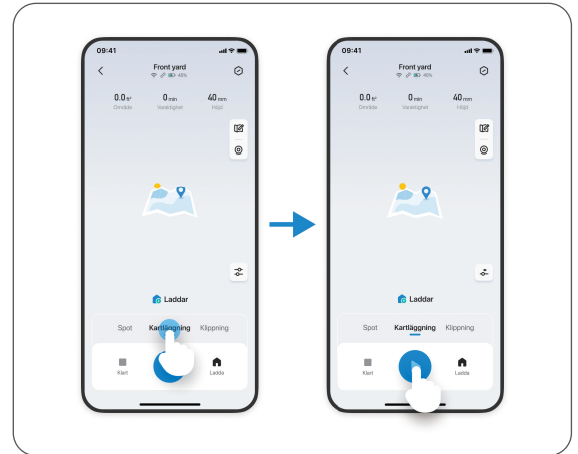 09:41
Front yard
45%
0.0 ft² 0 min 40 mm
Område Varaktighet Höjd
Laddar
Spot Kartläggning Klippning
Klart Ladda
09:41
Front yard
45%
0.0 ft² 0 min 40 mm
Område Varaktighet Höjd
Laddar
Spot Kartläggning Klippning
Klart Ladda